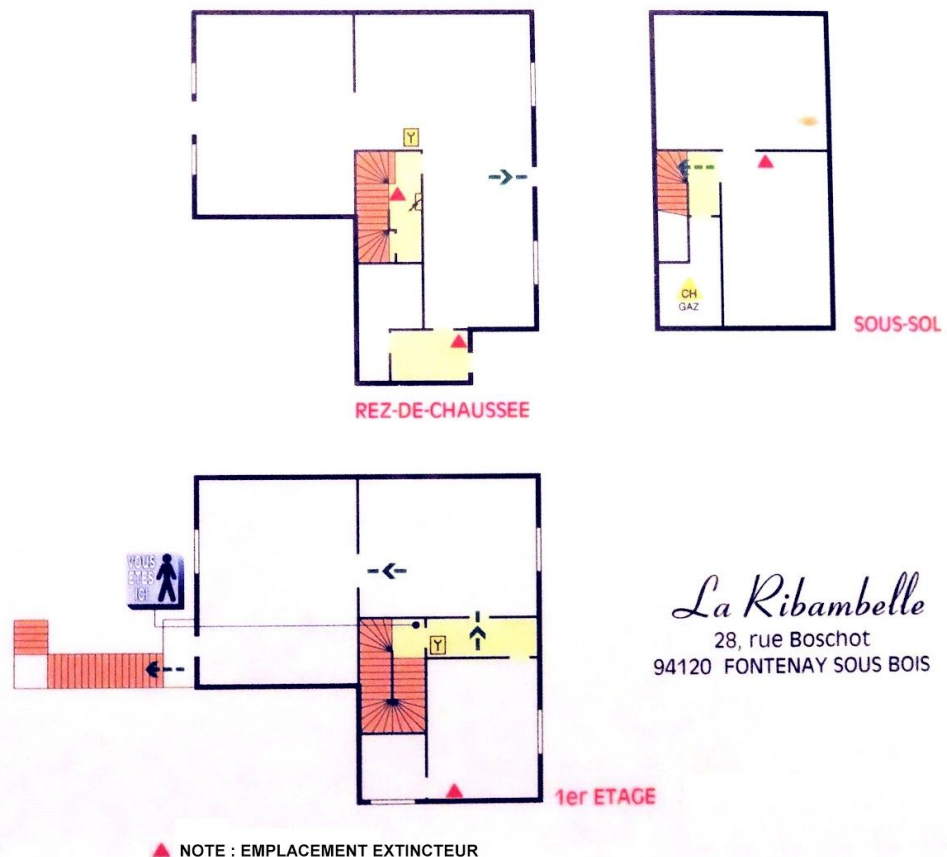 Y
CH
GAZ
SOUS-SOL
REZ-DE-CHAUSSEE
VOUS
ETES
ICI
Y
La Ribambelle
28, rue Boschot
94120 FONTENAY SOUS BOIS
1er ETAGE
NOTE : EMPLACEMENT EXTINCTEUR